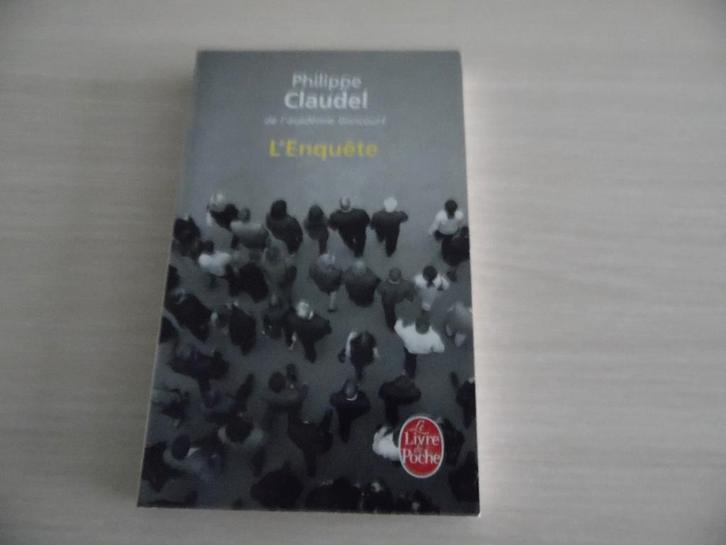 Philippe
Claudel
de l'académie Goncourt
L'Enquête
Le
Livre
de
Poche